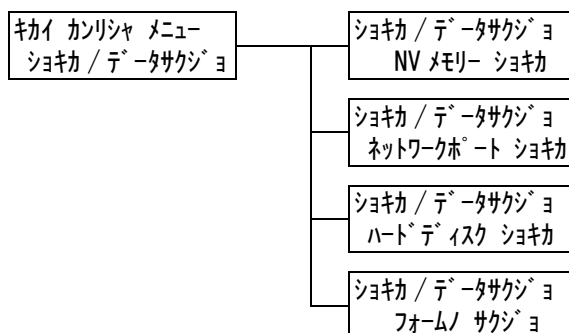 ｷｶｲ ｶﾝﾘｼｬ ﾒﾆｭｰ
ｼｮｷｶ / ﾃﾞｰﾀｻｸｼﾞｮ
ｼｮｷｶ / ﾃﾞｰﾀｻｸｼﾞｮ
NV ﾒﾓﾘｰ ｼｮｷｶ
ｼｮｷｶ / ﾃﾞｰﾀｻｸｼﾞｮ
ﾈｯﾄﾜｰｸﾎﾟｰﾄ ｼｮｷｶ
ｼｮｷｶ / ﾃﾞｰﾀｻｸｼﾞｮ
ﾊｰﾄﾞﾃﾞｨｽｸ ｼｮｷｶ
ｼｮｷｶ / ﾃﾞｰﾀｻｸｼﾞｮ
ﾌｫｰﾑﾉ ｻｸｼﾞｮ